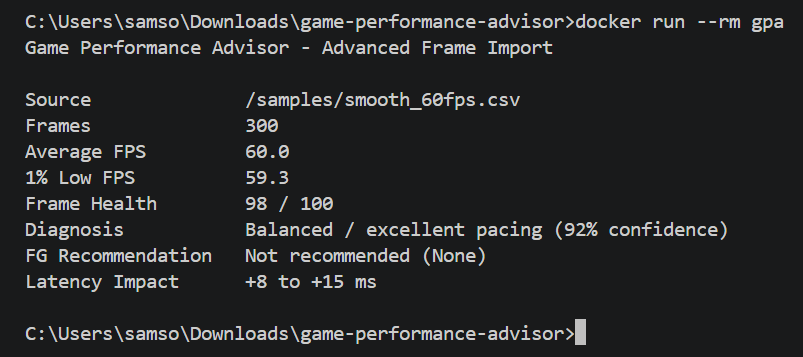 C:\Users\samso\Downloads\game-performance-advisor>docker run --rm gpa
Game Performance Advisor - Advanced Frame Import
Source /samples/smooth_60fps.csv
Frames 300
Average FPS 60.0
1% Low FPS 59.3
Frame Health 98 / 100
Diagnosis Balanced / excellent pacing (92% confidence)
FG Recommendation Not recommended (None)
Latency Impact +8 to +15 ms
C:\Users\samso\Downloads\game-performance-advisor>